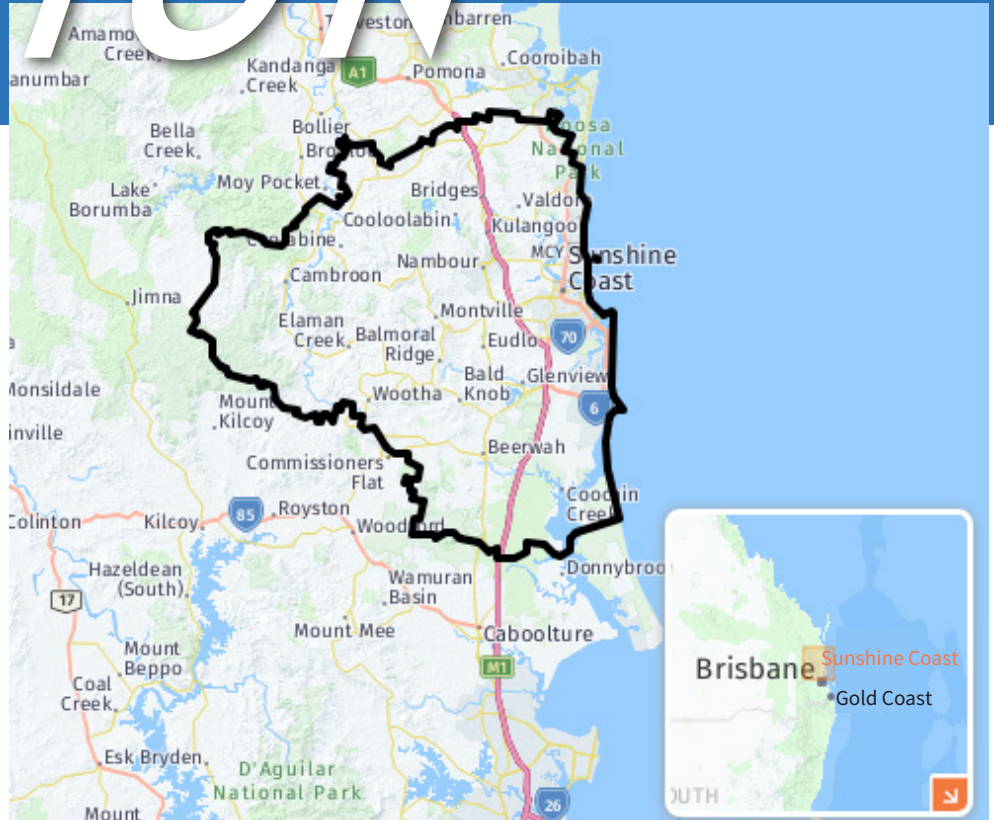 ION
Amamoor
Creek
Kandanga
Creek
A1
Pomona
Cooroibah
Bella
Creek
Bollier
Noosa
National
Park
Lake
Borumba
Moy Pocket
Bridges
Cooloolabin
Kulangoor
MCY
Sunshine
Coast
Nambour
Cambroon
Jimna
Montville
Elaman
Creek
Balmoral
Ridge
Eudlo
70
Bald
Knob
Glenview
Monsildale
Wootha
6
Mount
Kilcoy
Beerwah
Commissioners
Flat
Coochin
Creek
85
Royston
Colinton
Kilcoy
Woodford
Donnybroo
Hazeldean
(South)
Wamuran
Basin
17
Mount Mee
Caboolture
Mount
Beppo
M1
Coal
Creek
Esk
Bryden
D'Aguilar
National Park
Mount
26
Brisbane
Sunshine Coast
Gold Coast
OUTH